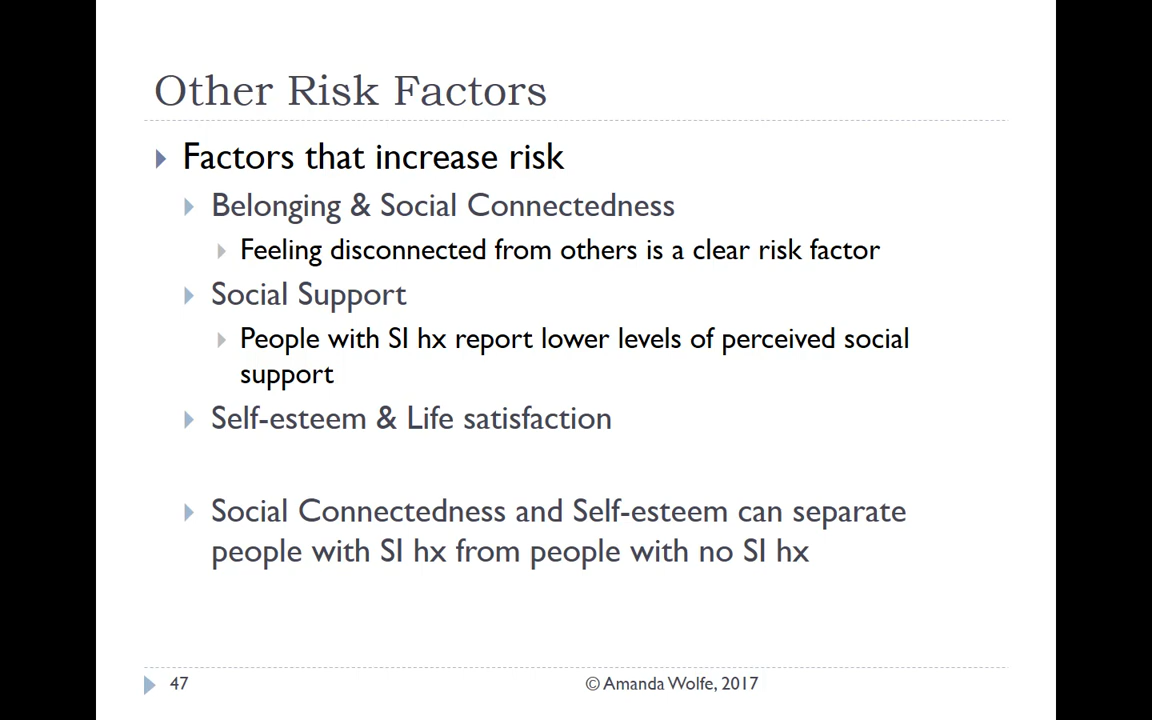 Other Risk Factors
Factors that increase risk
Belonging & Social Connectedness
Feeling disconnected from others is a clear risk factor
Social Support
People with SI hx report lower levels of perceived social
support
Self-esteem & Life satisfaction
Social Connectedness and Self-esteem can separate
people with SI hx from people with no SI hx
47
© Amanda Wolfe, 2017